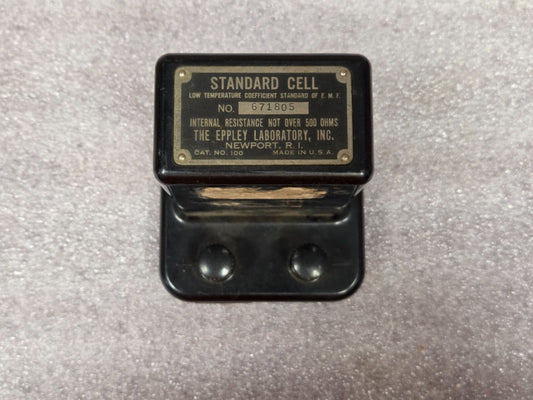 STANDARD CELL
LOW TEMPERATURE COEFFICIENT STANDARD OF E. M. F.
NO. 671805
INTERNAL RESISTANCE NOT OVER 500 OHMS
THE EPPLEY LABORATORY, INC.
NEWPORT, R. I.
CAT. NO. 100 MADE IN U. S. A.